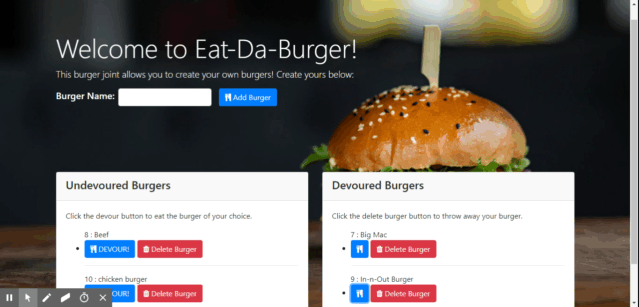 Welcome to Eat-Da-Burger!
This burger joint allows you to create your own burgers! Create yours below:
Burger Name:
Add Burger
Undevoured Burgers
Click the devour button to eat the burger of your choice.
8 : Beef
DEVOUR!
Delete Burger
10 : chicken burger
OUR!
Delete Burger
Devoured Burgers
Click the delete burger button to throw away your burger.
7 : Big Mac
Delete Burger
9 : In-n-Out Burger
Delete Burger